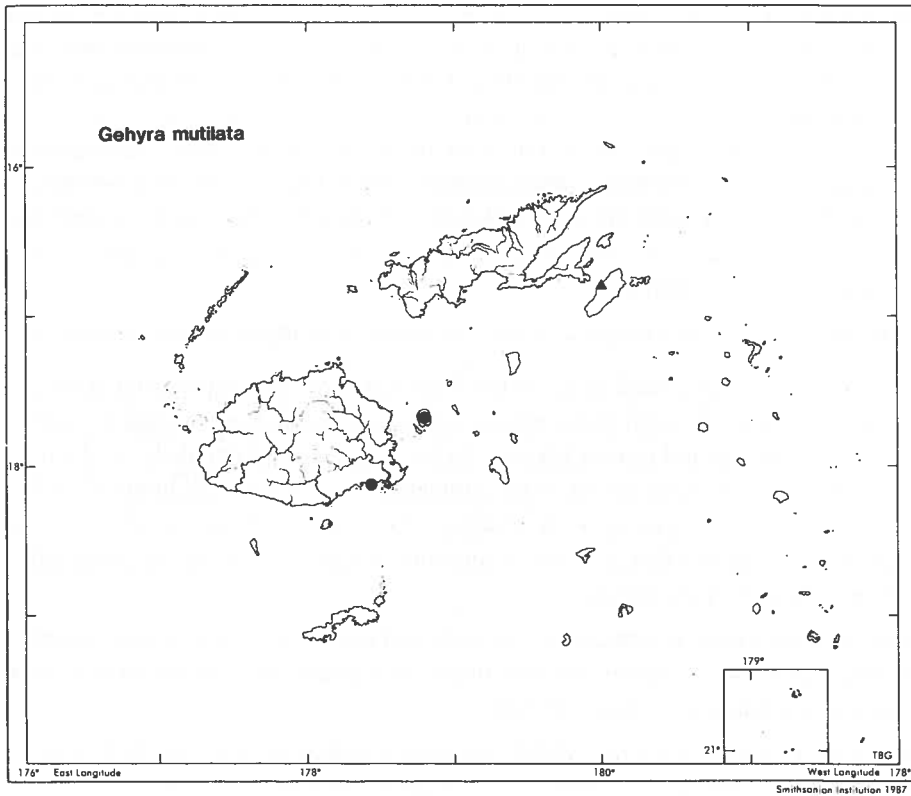 Gehyra mutilata
16°
18°
179°
21°
TBG
176° East Longitude 178° 180° West Longitude 178°
Smithsonian Institution 1987